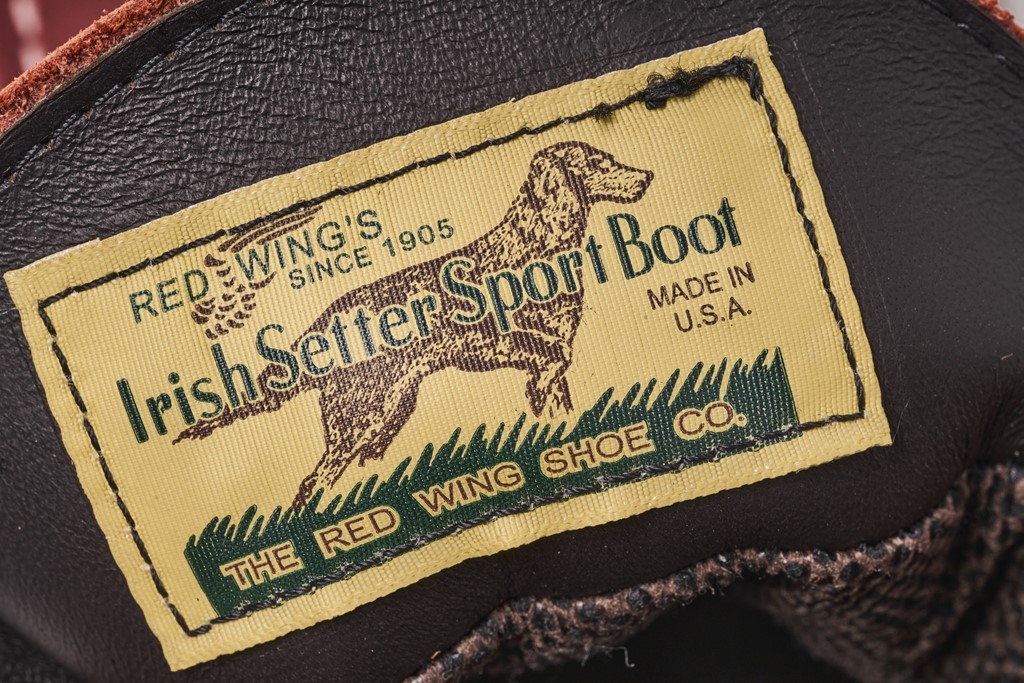 RED WING'S
SINCE 1905
Irish Setter Sport Boot
MADE IN
U.S.A.
THE RED WING SHOE CO.